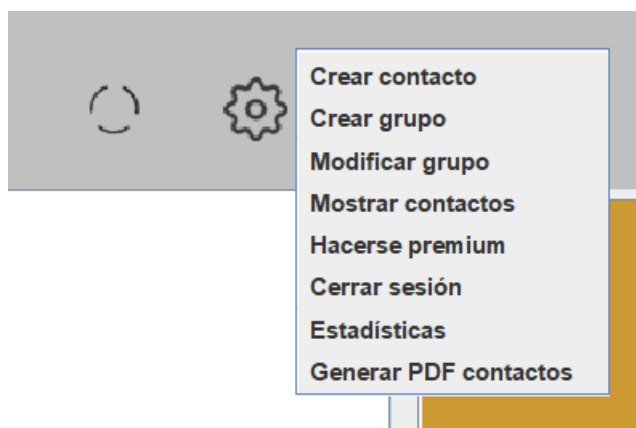 Crear contacto
Crear grupo
Modificar grupo
Mostrar contactos
Hacerse premium
Cerrar sesión
Estadísticas
Generar PDF contactos